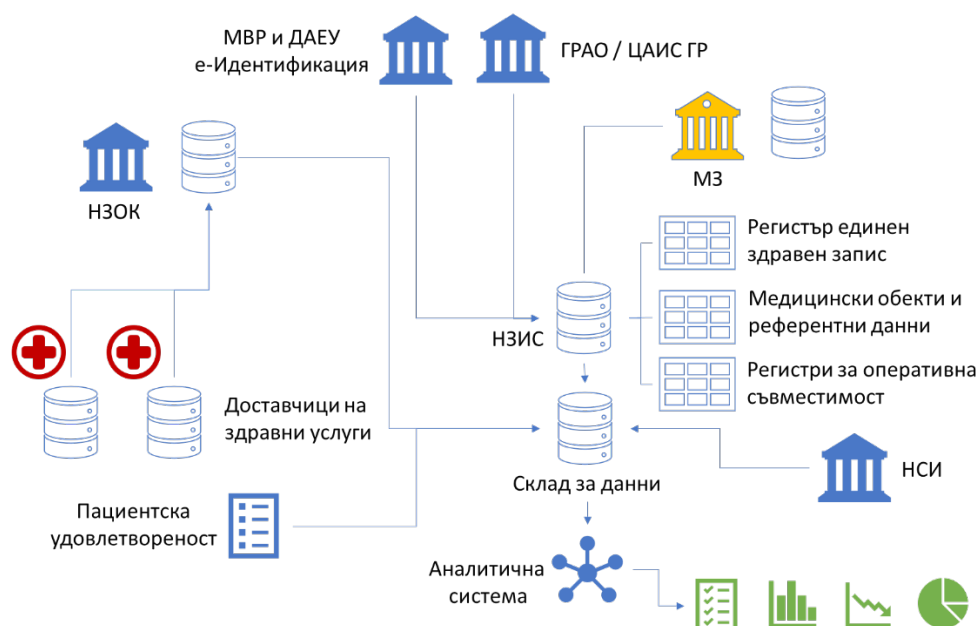 МВР и ДАЕУ
е-Идентификация
ГРАО / ЦАИС ГР
МЗ
НЗОК
Регистър единен
здравен запис
Медицински обекти и
референтни данни
НЗИС
Регистри за оперативна
съвместимост
Доставчици на
здравни услуги
НСИ
Склад за данни
Пациентска
удовлетвореност
Аналитична
система